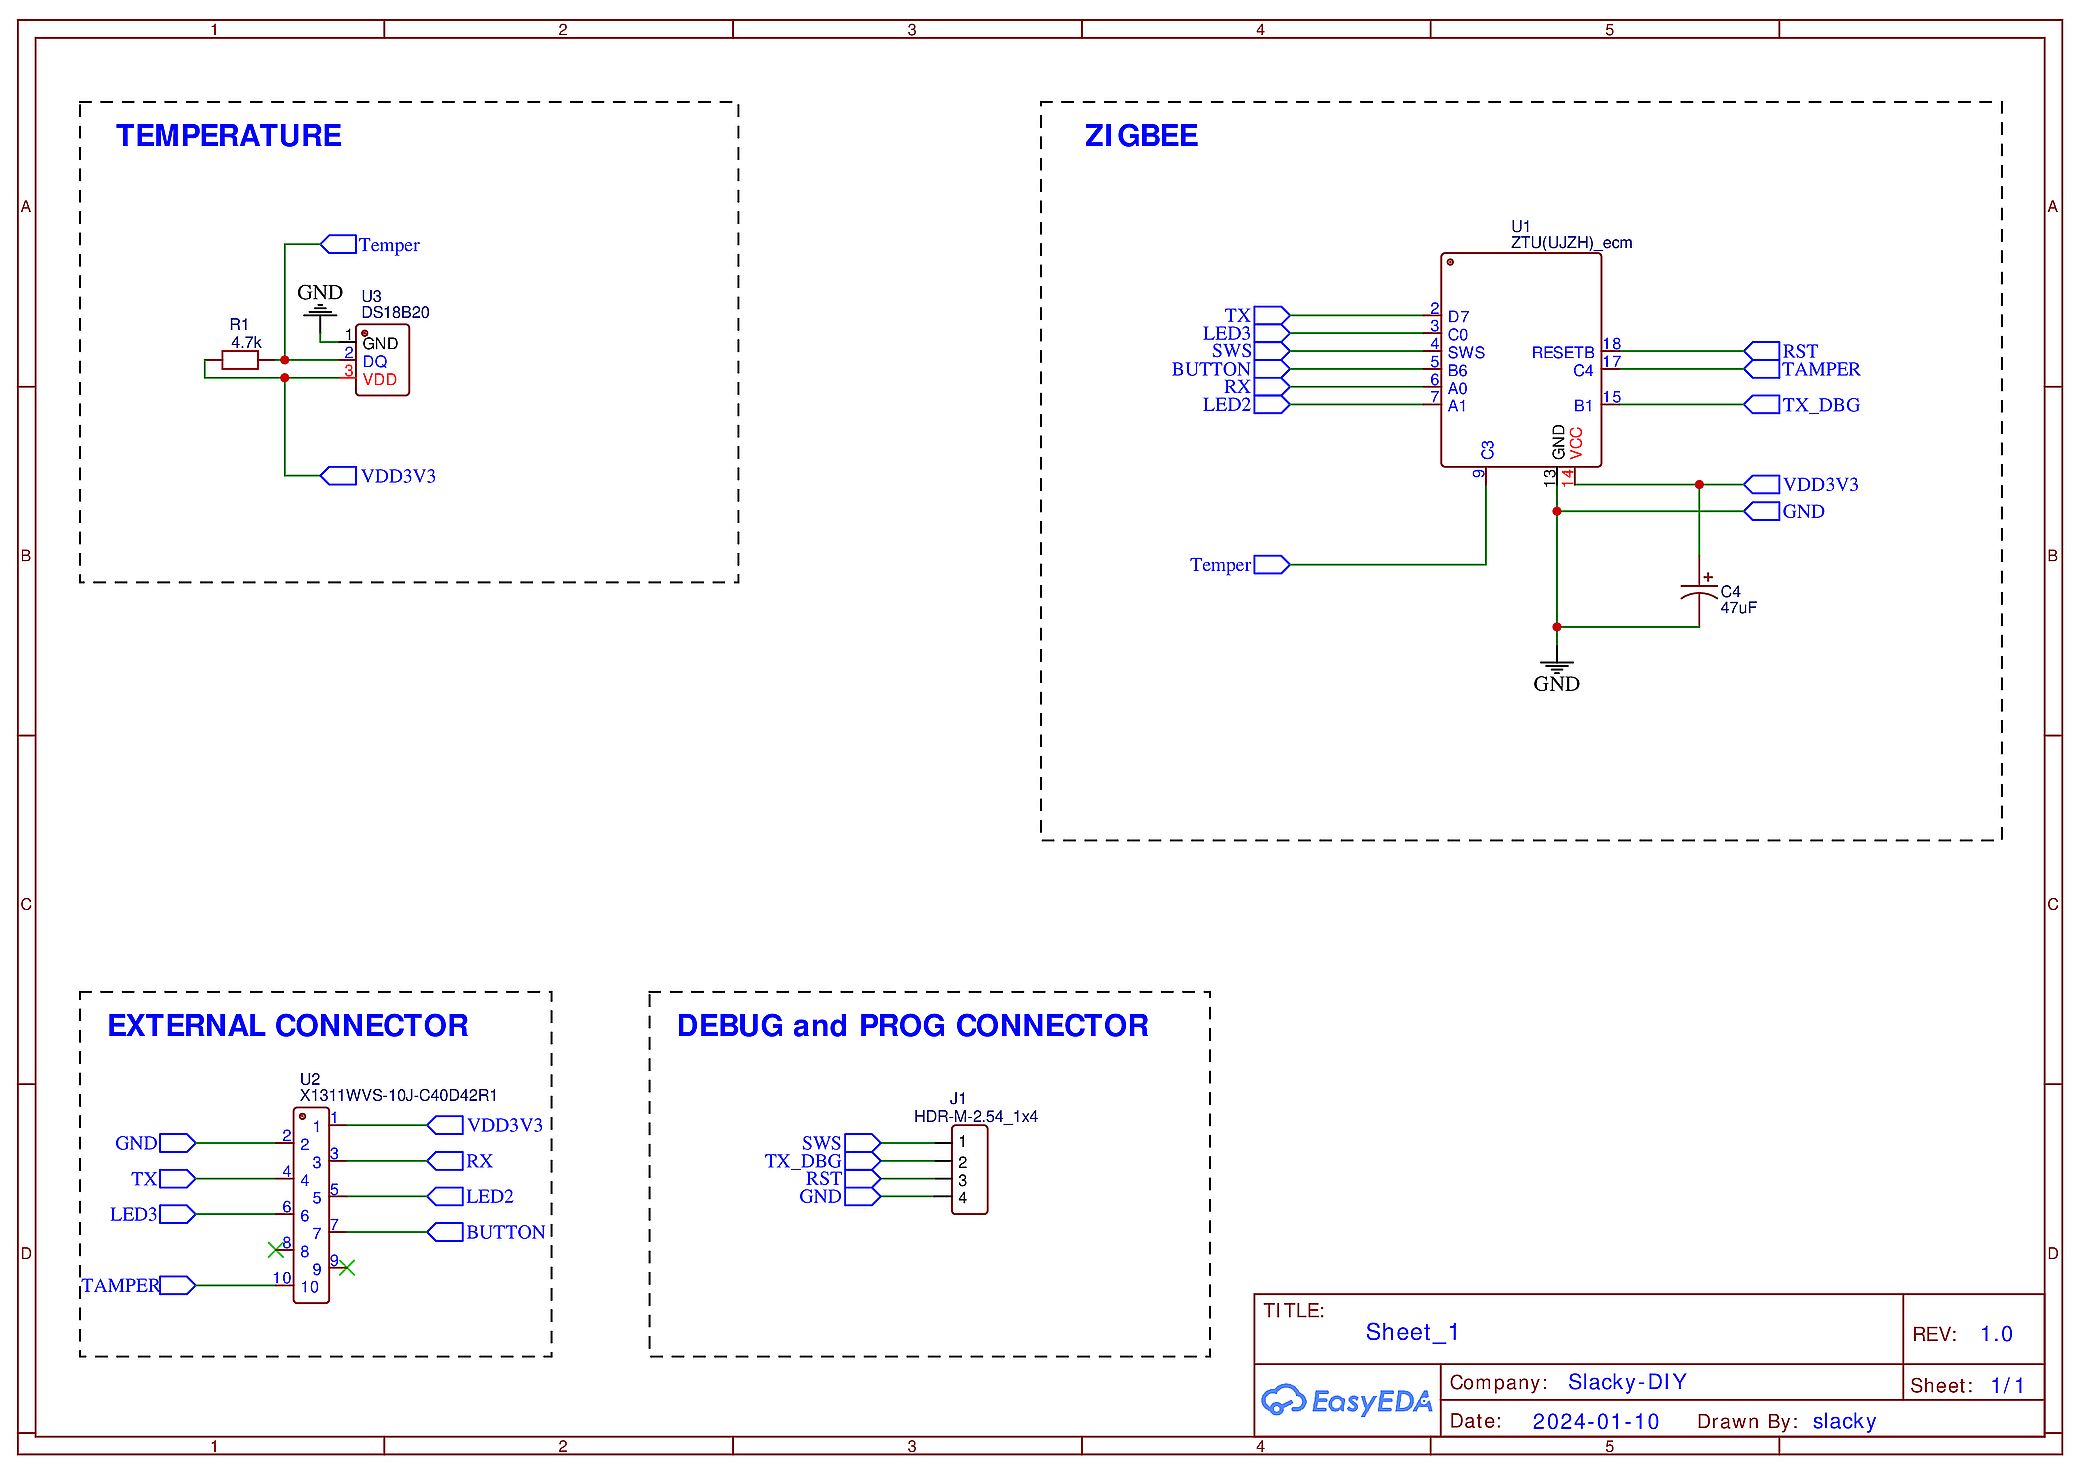 1 2 3 4 5
A
B
C
D
TEMPERATURE
Temper
GND
U3
DS18B20
R1
4.7k
1 GND
2 DQ
3 VDD
VDD3V3
ZIGBEE
U1
ZTU(UJZH)_ecm
TX 2 D7
LED3 3 C0
SWS 4 SWS
BUTTON 5 B6
RX 6 A0
LED2 7 A1
RESETB 18 RST
C4 17 TAMPER
B1 15 TX_DBG
C3 GND VCC
9 13 14
VDD3V3
GND
Temper
+
C4
47uF
GND
EXTERNAL CONNECTOR
U2
X1311WVS-10J-C40D42R1
1 1 VDD3V3
GND 2 2
3 3 RX
TX 4 4
5 5 LED2
LED3 6 6
7 7 BUTTON
8 8
9 9
TAMPER 10 10
DEBUG and PROG CONNECTOR
J1
HDR-M-2.54_1x4
SWS 1
TX_DBG 2
RST 3
GND 4
A
B
C
D
TITLE:
Sheet_1
REV: 1.0
EasyEDA
Company: Slacky-DIY
Sheet: 1/1
Date: 2024-01-10 Drawn By: slacky
1 2 3 4 5